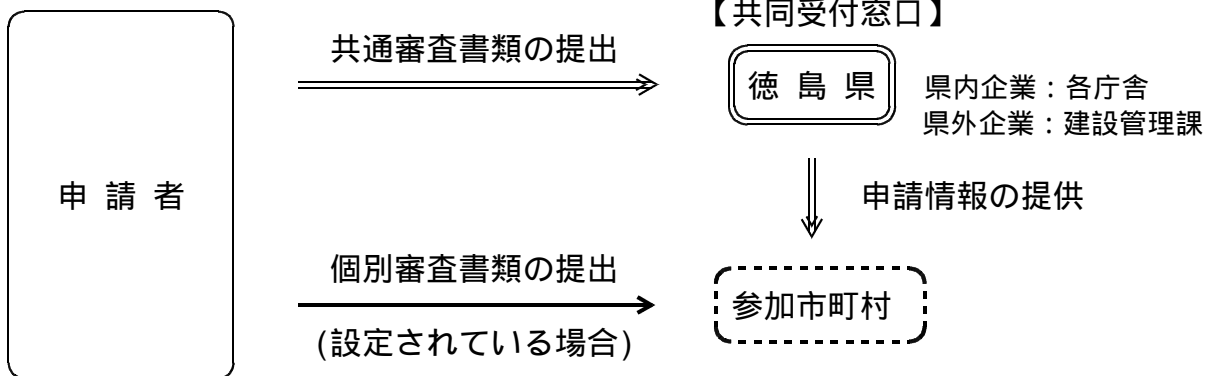 【共同受付窓口】
共通審査書類の提出
徳 島 県
県内企業：各庁舎
県外企業：建設管理課
申 請 者
申請情報の提供
個別審査書類の提出
(設定されている場合)
参加市町村